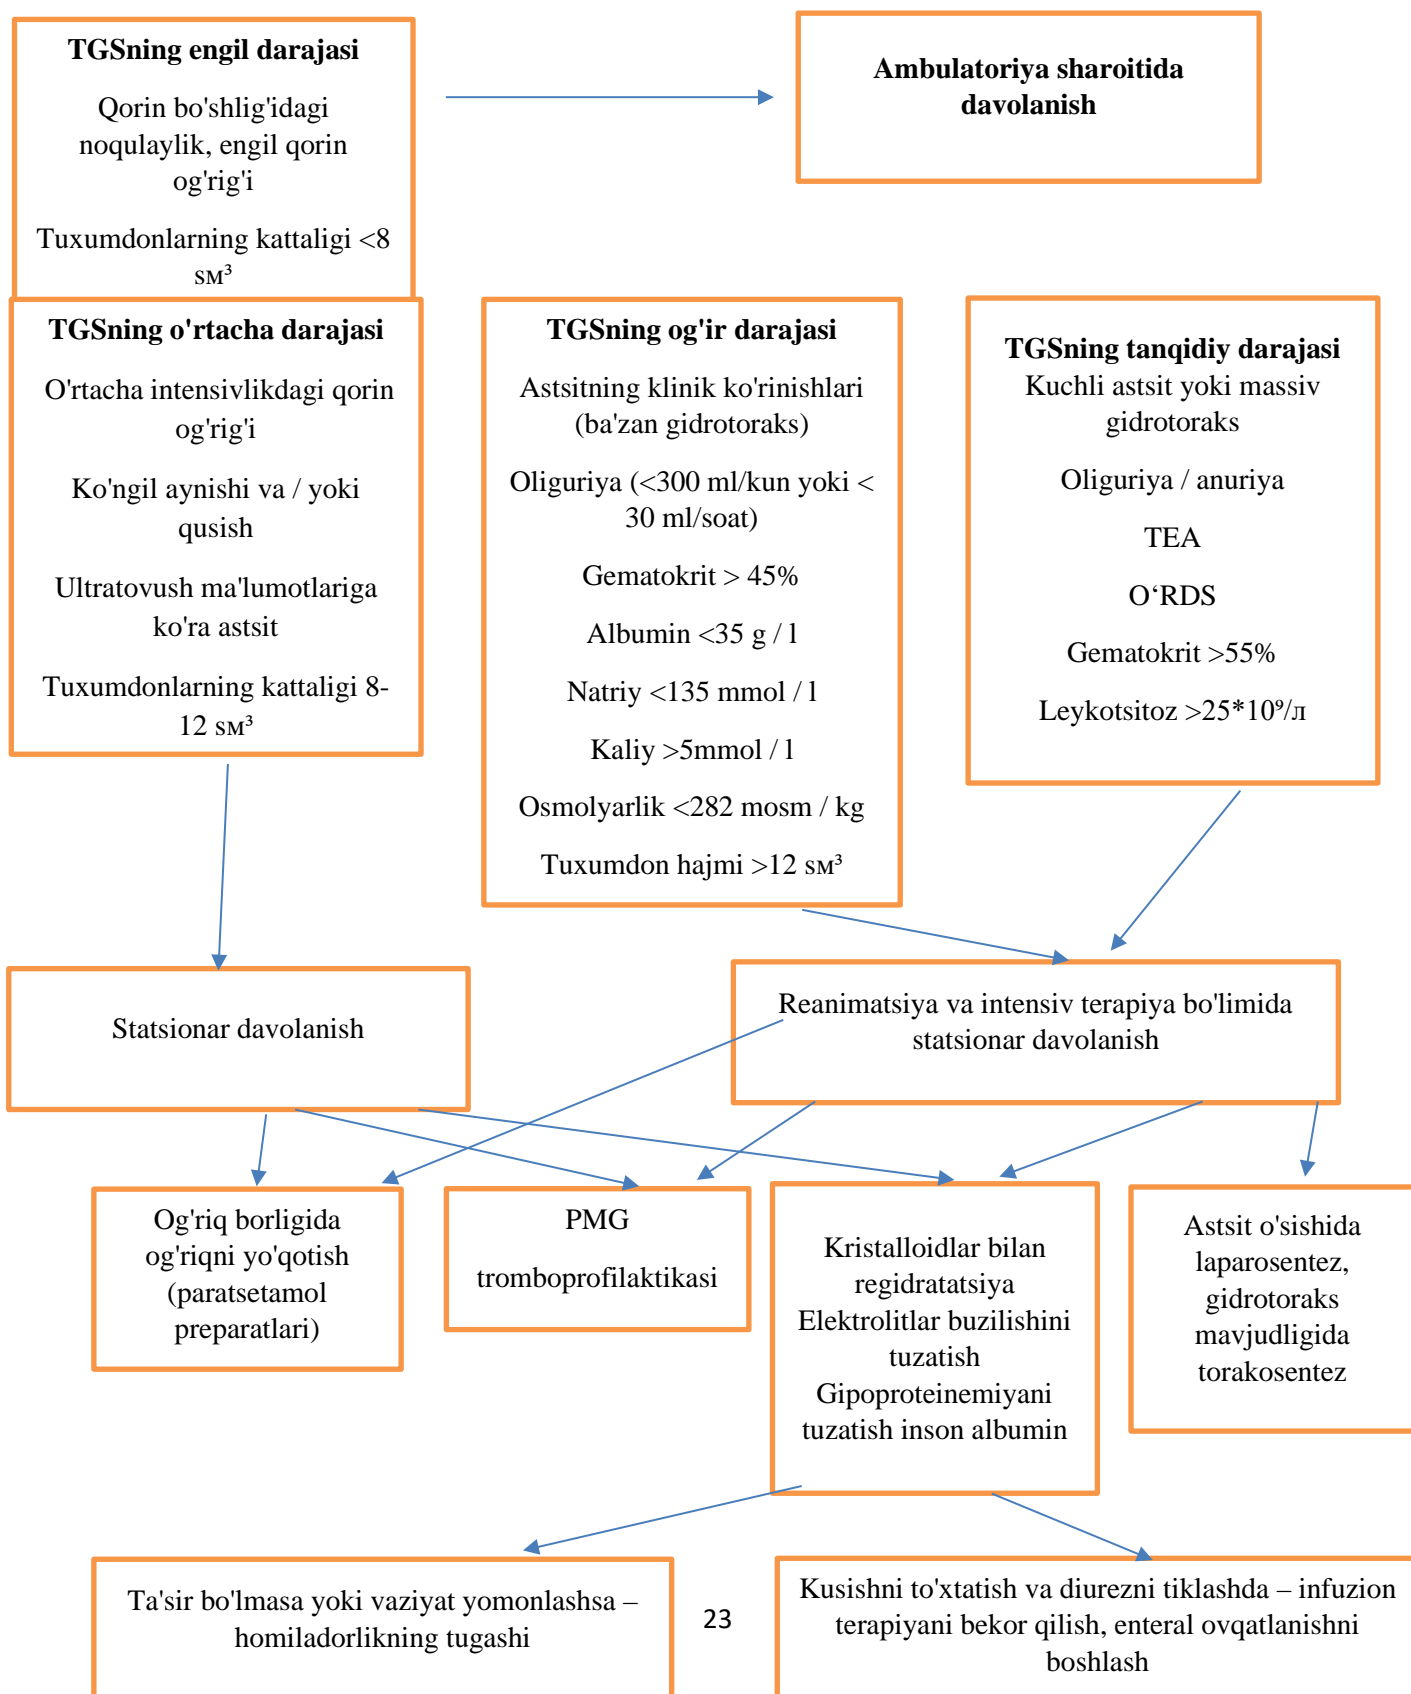 TGSning engil darajasi
Qorin bo'shlig'idagi
noqulaylik, engil qorin
og'rig'i
Tuxumdonlarning kattaligi <8
sм³
Ambulatoriya sharoitida
davolanish
TGSning o'rtacha darajasi
O'rtacha intensivlikdagi qorin
og'rig'i
Ko'ngil aynishi va / yoki
qusish
Ultratovush ma'lumotlariga
ko'ra astsit
Tuxumdonlarning kattaligi 8-
12 sм³
TGSning og'ir darajasi
Astsitning klinik ko'rinishlari
(ba'zan gidrotoraks)
Oliguriya (<300 ml/kun yoki <
30 ml/soat)
Gematokrit > 45%
Albumin <35 g / l
Natriy <135 mmol / l
Kaliy >5mmol / l
Osmolyarlik <282 mosm / kg
Tuxumdon hajmi >12 sм³
TGSning tanqidiy darajasi
Kuchli astsit yoki massiv
gidrotoraks
Oliguriya / anuriya
TEA
O‘RDS
Gematokrit >55%
Leykotsitoz >25*10⁹/л
Statsionar davolanish
Reanimatsiya va intensiv terapiya bo'limida
statsionar davolanish
Og'riq borligida
og'riqni yo'qotish
(paratsetamol
preparatlari)
PMG
tromboprofilaktikasi
Kristalloidlar bilan
regidratatsiya
Elektrolitlar buzilishini
tuzatish
Gipoproteinemiyani
tuzatish inson albumin
Astsit o'sishida
laparosentez,
gidrotoraks
mavjudligida
torakosentez
Ta'sir bo'lmasa yoki vaziyat yomonlashsa –
homiladorlikning tugashi
23
Kusishni to'xtatish va diurezni tiklashda – infuzion
terapiyani bekor qilish, enteral ovqatlanishni
boshlash